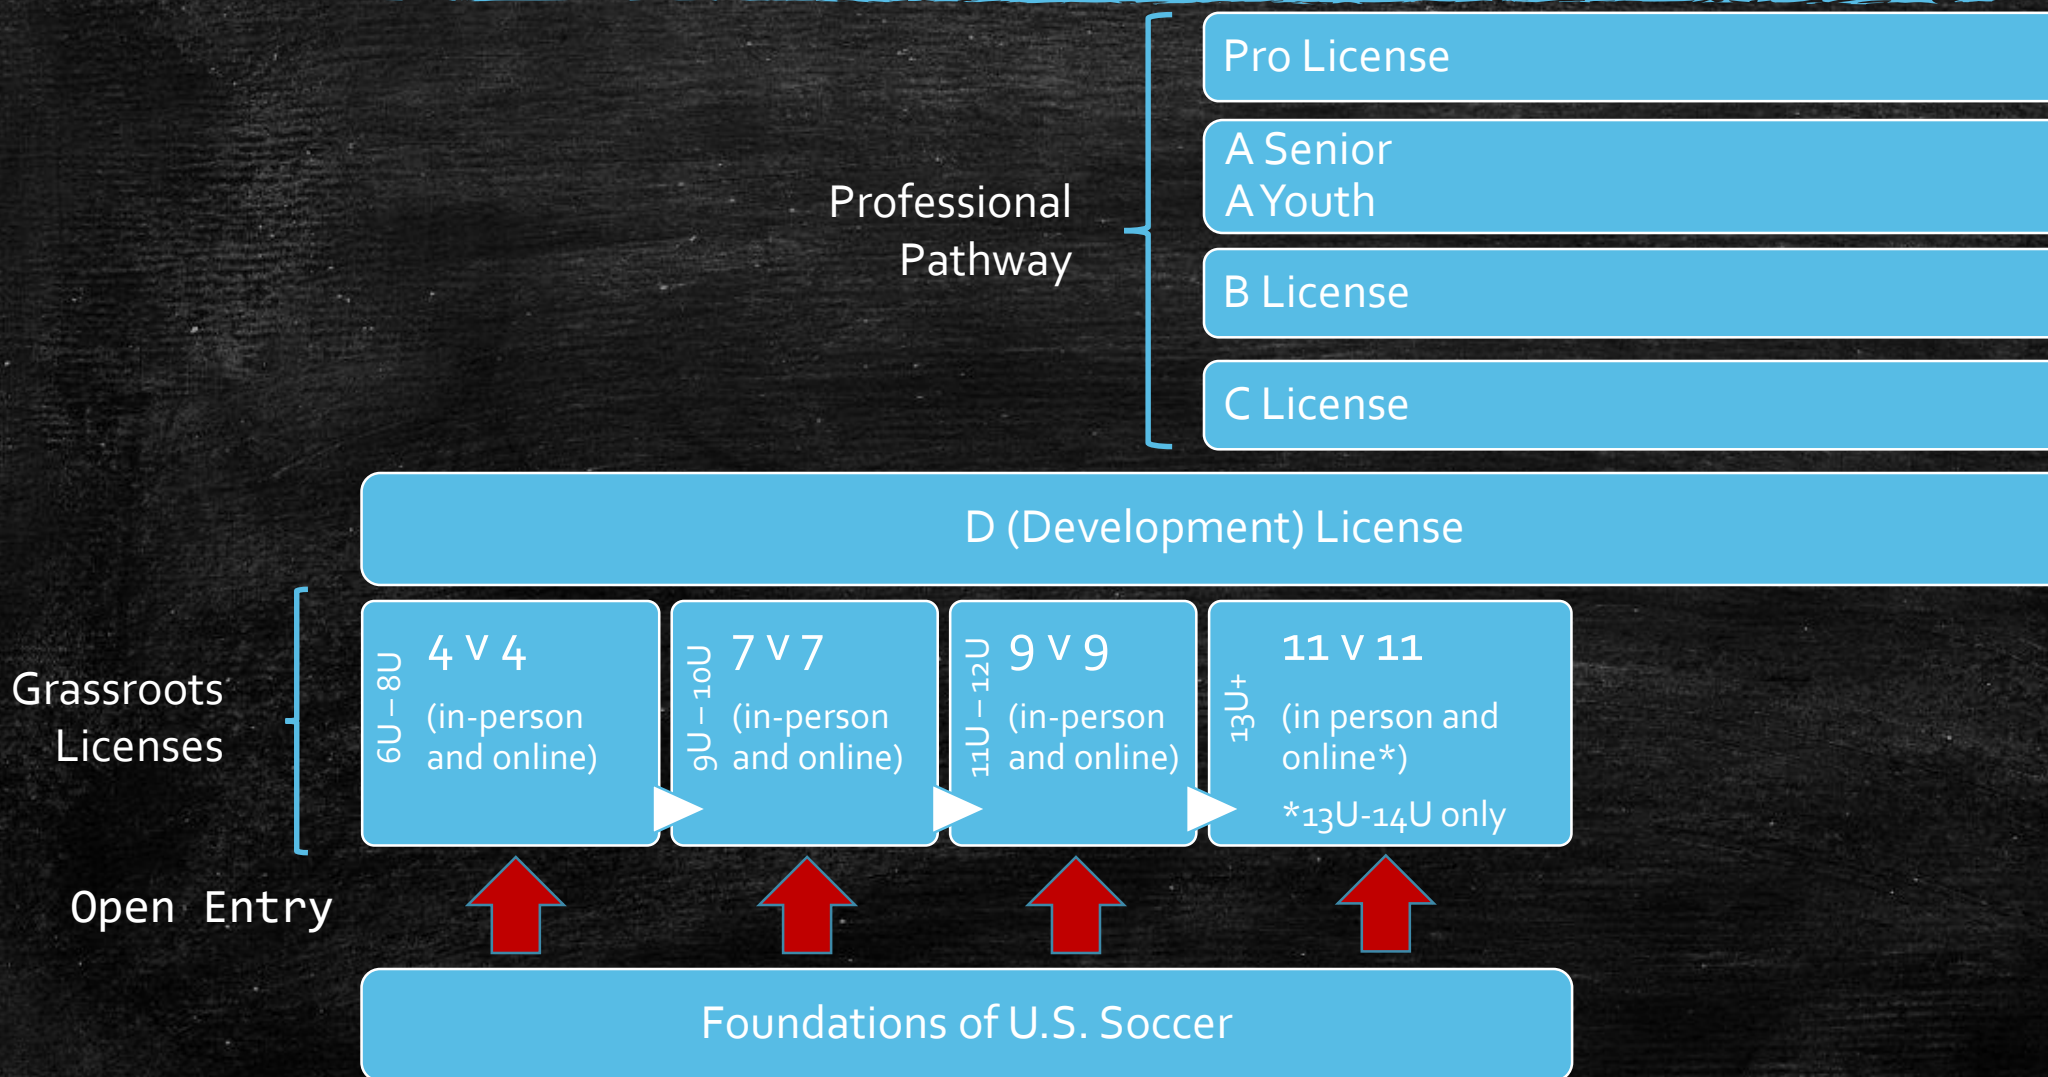 Pro License
A Senior
A Youth
Professional
Pathway
B License
C License
D (Development) License
Grassroots
Licenses
6U – 8U
4 v 4
(in-person
and online)
9U – 10U
7 v 7
(in-person
and online)
11U – 12U
9 v 9
(in-person
and online)
13U+
11 v 11
(in person and
online*)
*13U-14U only
Open Entry
Foundations of U.S. Soccer